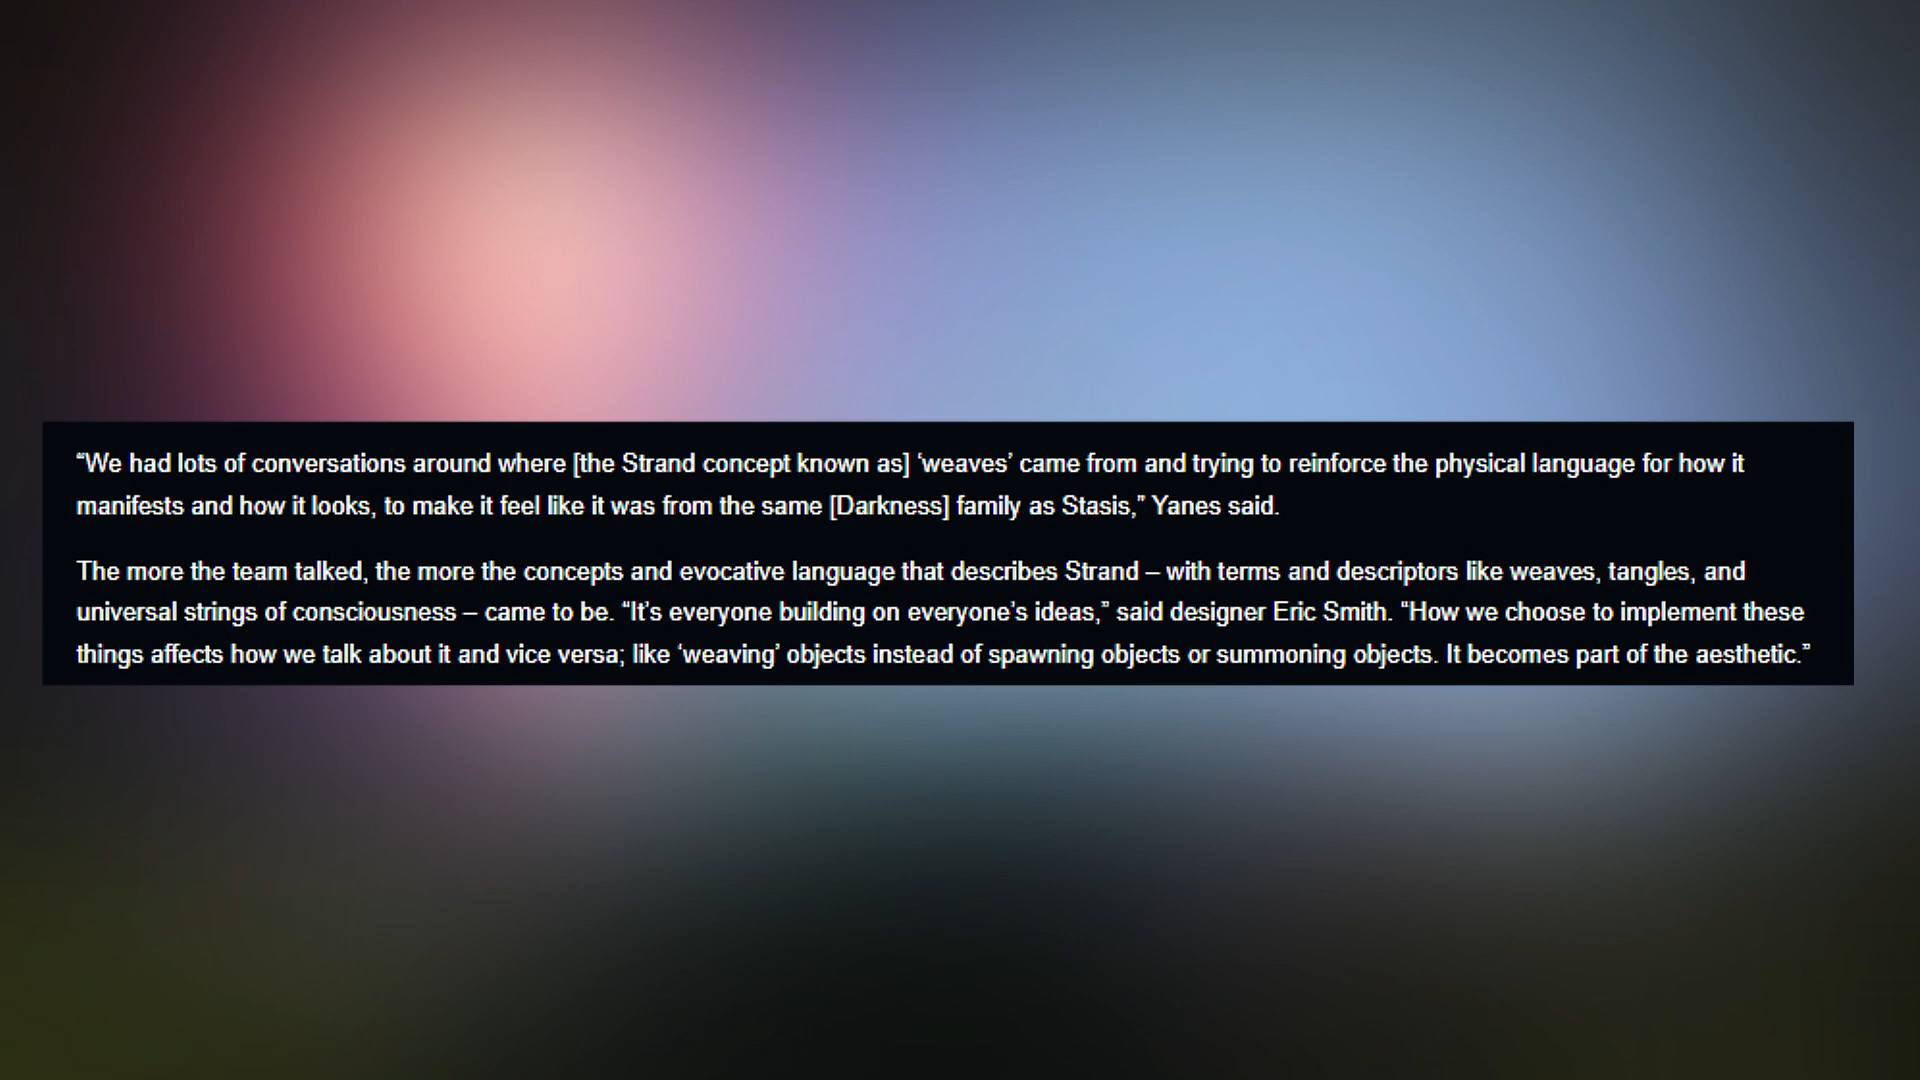 “We had lots of conversations around where [the Strand concept known as] ‘weaves’ came from and trying to reinforce the physical language for how it
manifests and how it looks, to make it feel like it was from the same [Darkness] family as Stasis,” Yanes said.
The more the team talked, the more the concepts and evocative language that describes Strand – with terms and descriptors like weaves, tangles, and
universal strings of consciousness – came to be. “It’s everyone building on everyone’s ideas,” said designer Eric Smith. “How we choose to implement these
things affects how we talk about it and vice versa; like ‘weaving’ objects instead of spawning objects or summoning objects. It becomes part of the aesthetic.”